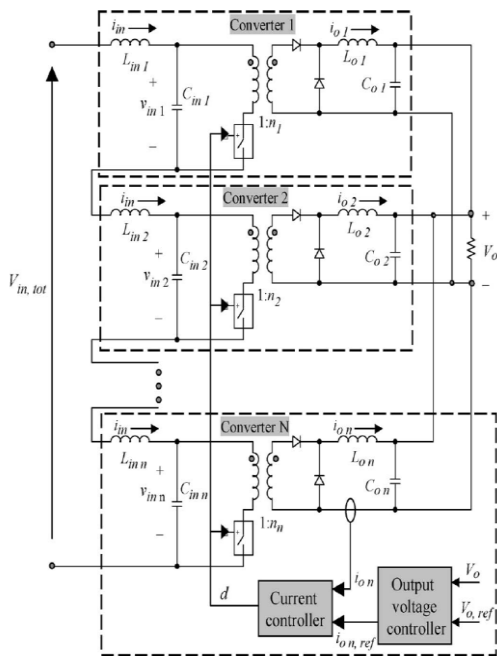 Converter 1
i_in
L_in 1
C_in 1
+
v_in 1
−
1:n_1
i_o 1
L_o 1
C_o 1
Converter 2
i_in
L_in 2
C_in 2
+
v_in 2
−
1:n_2
i_o 2
L_o 2
C_o 2
+
V_o
−
V_in, tot
Converter N
i_in
L_in n
C_in n
+
v_in n
−
1:n_n
i_o n
L_o n
C_o n
d
Current controller
i_o n
i_o n, ref
Output voltage controller
V_o
V_o, ref